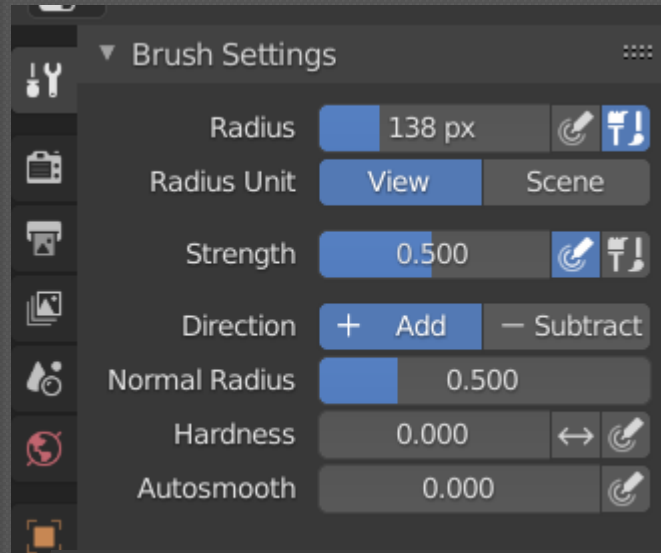 Brush Settings
Radius 138 px
Radius Unit View Scene
Strength 0.500
Direction + Add − Subtract
Normal Radius 0.500
Hardness 0.000
Autosmooth 0.000